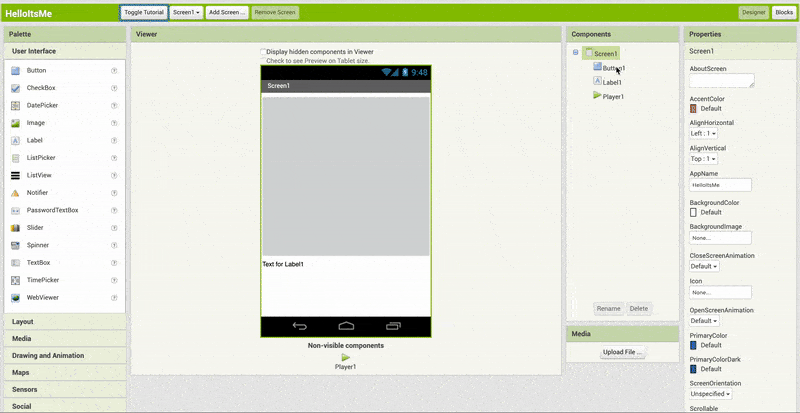 HelloItsMe
Toggle Tutorial
Screen1
Add Screen ...
Remove Screen
Designer
Blocks
Palette
User Interface
Button
CheckBox
DatePicker
Image
Label
ListPicker
ListView
Notifier
PasswordTextBox
Slider
Spinner
TextBox
TimePicker
WebViewer
Layout
Media
Drawing and Animation
Maps
Sensors
Social
Viewer
Display hidden components in Viewer
Check to see Preview on Tablet size.
9:48
Screen1
Text for Label1
Non-visible components
Player1
Components
Screen1
Button1
Label1
Player1
Rename
Delete
Media
Upload File ...
Properties
Screen1
AboutScreen
AccentColor
Default
AlignHorizontal
Left : 1
AlignVertical
Top : 1
AppName
HelloItsMe
BackgroundColor
Default
BackgroundImage
None...
CloseScreenAnimation
Default
Icon
None...
OpenScreenAnimation
Default
PrimaryColor
Default
PrimaryColorDark
Default
ScreenOrientation
Unspecified
Scrollable